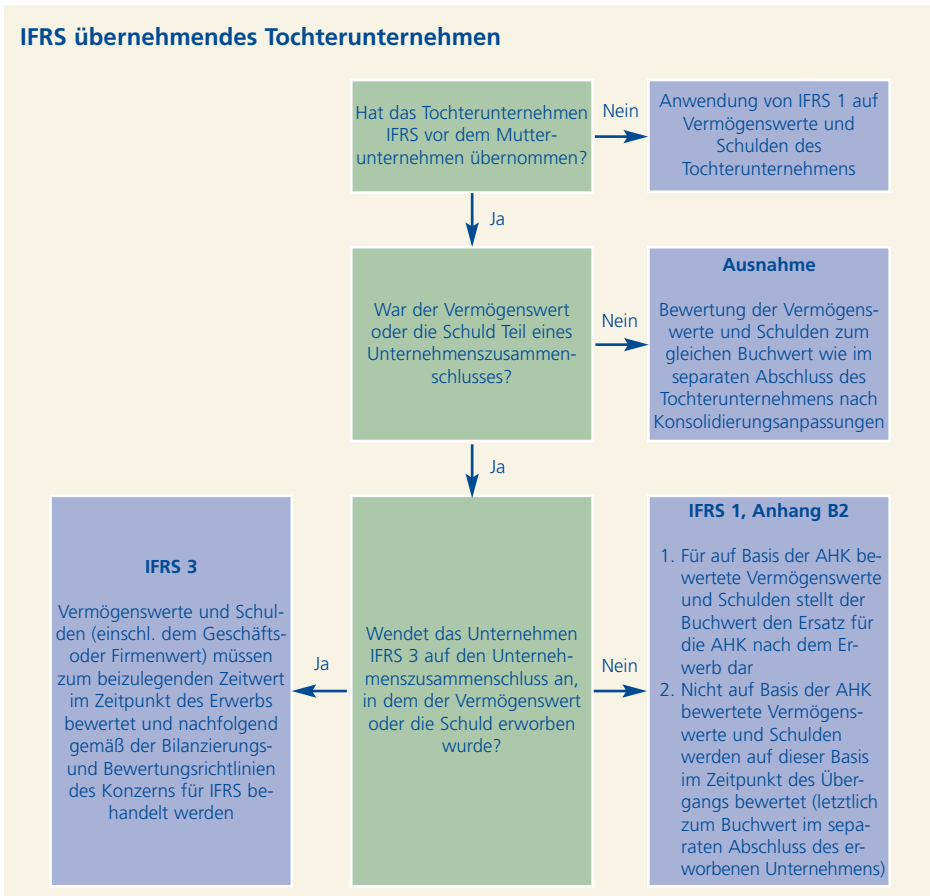 IFRS übernehmendes Tochterunternehmen
Hat das Tochterunternehmen
IFRS vor dem Mutter-
unternehmen übernommen?
Nein
Anwendung von IFRS 1 auf
Vermögenswerte und
Schulden des
Tochterunternehmens
Ja
War der Vermögenswert
oder die Schuld Teil eines
Unternehmenszusammen-
schlusses?
Nein
Ausnahme
Bewertung der Vermögens-
werte und Schulden zum
gleichen Buchwert wie im
separaten Abschluss des
Tochterunternehmens nach
Konsolidierungsanpassungen
Ja
IFRS 3
Vermögenswerte und Schul-
den (einschl. dem Geschäfts-
oder Firmenwert) müssen
zum beizulegenden Zeitwert
im Zeitpunkt des Erwerbs
bewertet und nachfolgend
gemäß der Bilanzierungs-
und Bewertungsrichtlinien
des Konzerns für IFRS be-
handelt werden
Ja
Wendet das Unternehmen
IFRS 3 auf den Unterneh-
menszusammenschluss an,
in dem der Vermögenswert
oder die Schuld erworben
wurde?
Nein
IFRS 1, Anhang B2
1. Für auf Basis der AHK be-
wertete Vermögenswerte
und Schulden stellt der
Buchwert den Ersatz für
die AHK nach dem Er-
werb dar
2. Nicht auf Basis der AHK
bewertete Vermögens-
werte und Schulden
werden auf dieser Basis
im Zeitpunkt des Über-
gangs bewertet (letztlich
zum Buchwert im sepa-
raten Abschluss des er-
worbenen Unternehmens)